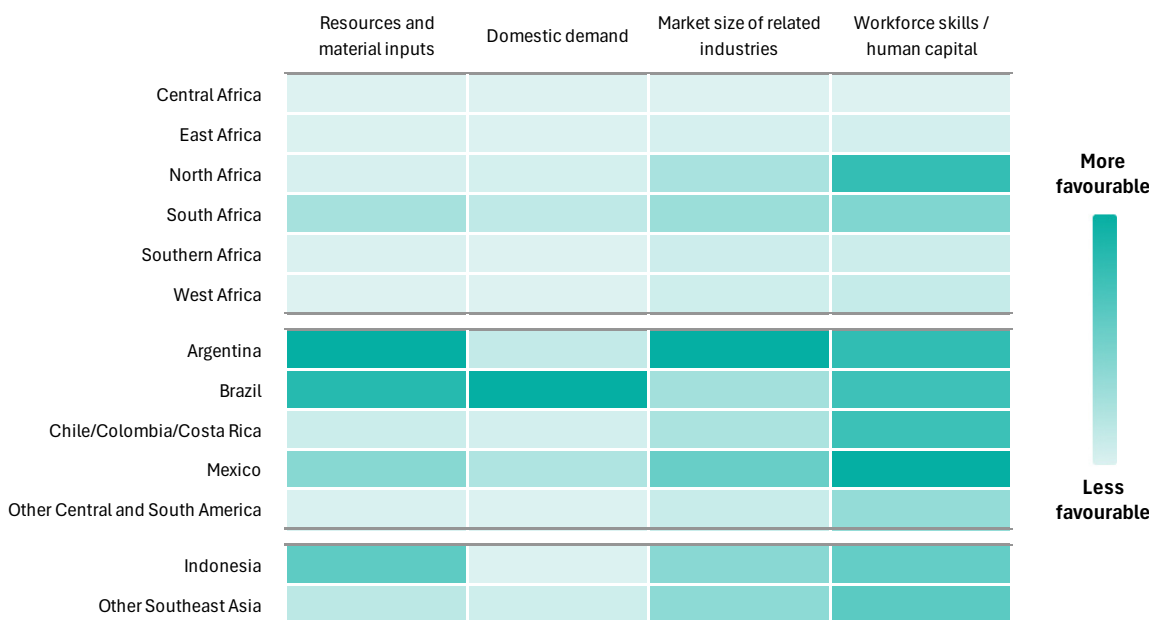 Resources and
material inputs
Domestic demand
Market size of related
industries
Workforce skills /
human capital
Central Africa
East Africa
North Africa
South Africa
Southern Africa
West Africa
Argentina
Brazil
Chile/Colombia/Costa Rica
Mexico
Other Central and South America
Indonesia
Other Southeast Asia
More
favourable
Less
favourable